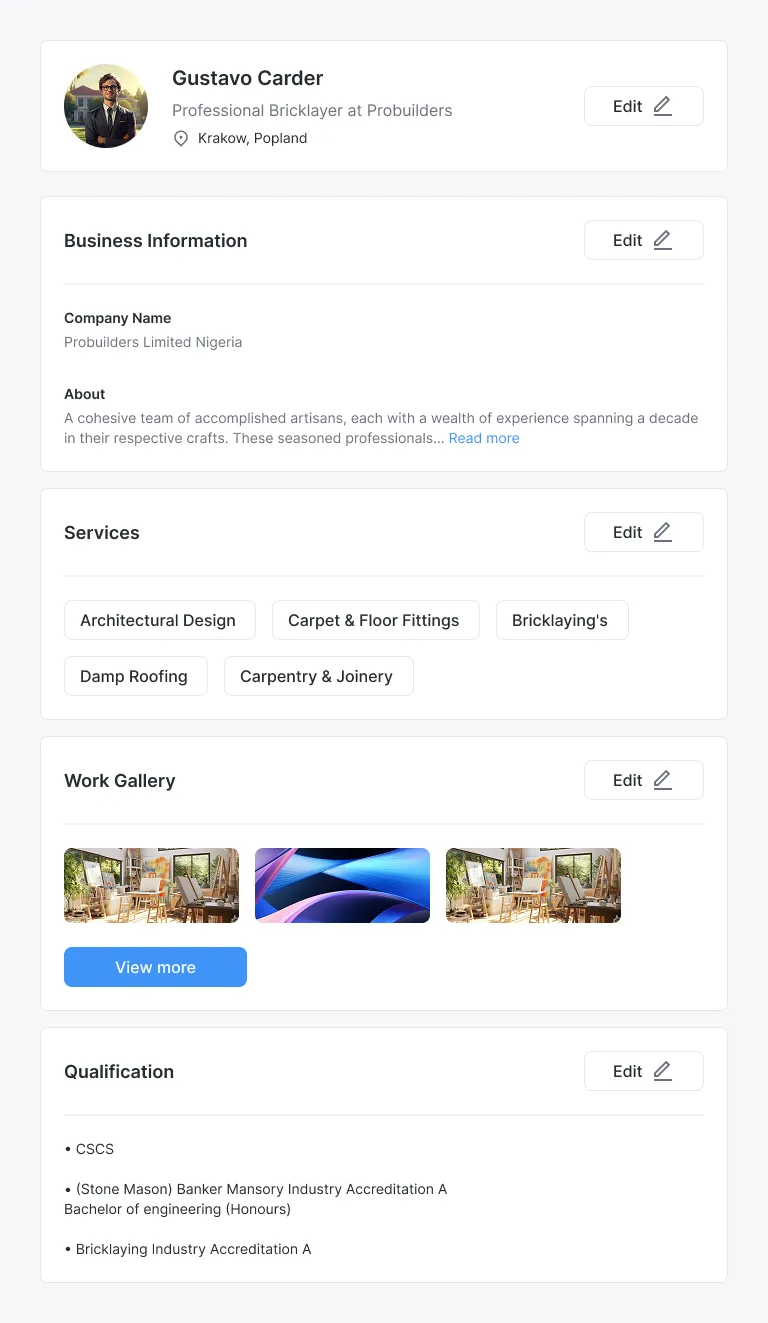 Gustavo Carder
Professional Bricklayer at Probuilders
Krakow, Popland
Edit
Business Information
Edit
Company Name
Probuilders Limited Nigeria
About
A cohesive team of accomplished artisans, each with a wealth of experience spanning a decade
in their respective crafts. These seasoned professionals... Read more
Services
Edit
Architectural Design
Carpet & Floor Fittings
Bricklaying's
Damp Roofing
Carpentry & Joinery
Work Gallery
Edit
View more
Qualification
Edit
• CSCS
• (Stone Mason) Banker Mansory Industry Accreditation A
Bachelor of engineering (Honours)
• Bricklaying Industry Accreditation A